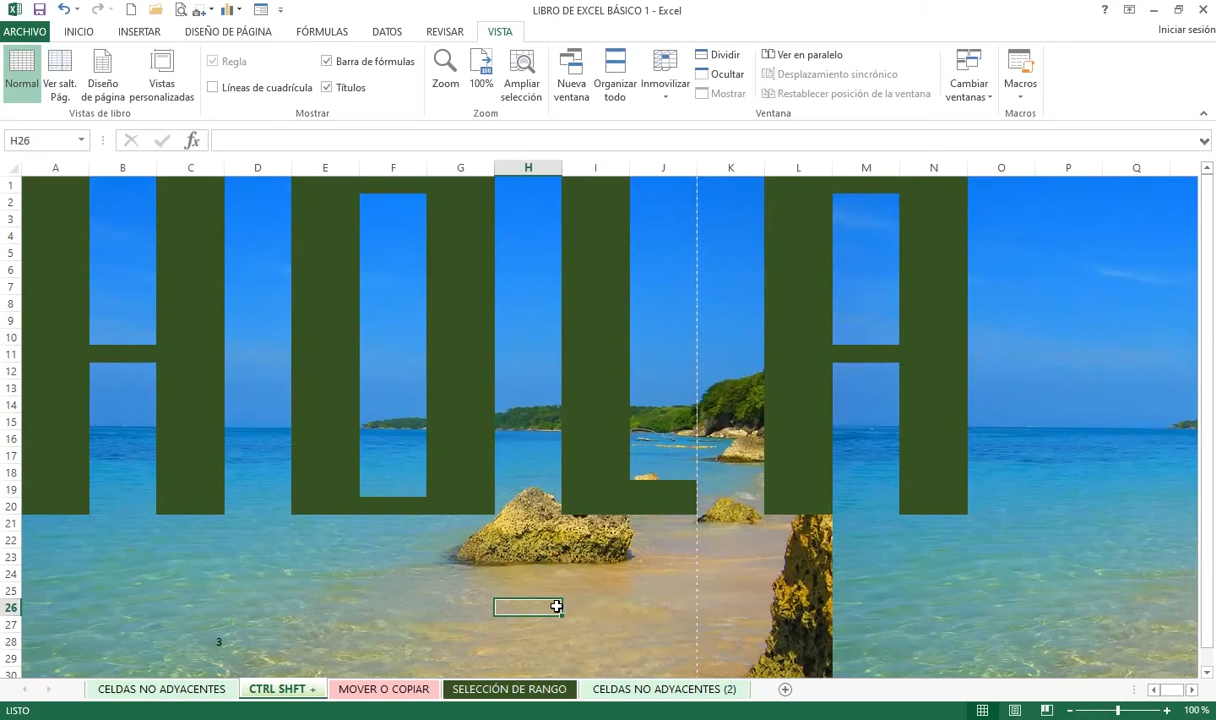 LIBRO DE EXCEL BÁSICO 1 - Excel
ARCHIVO INICIO INSERTAR DISEÑO DE PÁGINA FÓRMULAS DATOS REVISAR VISTA Iniciar sesión
Normal Ver salt. Pág. Diseño de página Vistas personalizadas
Vistas de libro
Regla Barra de fórmulas
Líneas de cuadrícula Títulos
Mostrar
Zoom 100% Ampliar selección
Zoom
Nueva ventana Organizar todo Inmovilizar
Dividir Ver en paralelo
Ocultar Desplazamiento sincrónico
Mostrar Restablecer posición de la ventana
Cambiar ventanas
Ventana
Macros
Macros
H26 fx
A B C D E F G H I J K L M N O P Q
1
2
3
4
5
6
7
8
9
10
11
12
13
14
15
16
17
18
19
20
21
22
23
24
25
26
27
28 3
29
30
HOLA
CELDAS NO ADYACENTES CTRL SHFT + MOVER O COPIAR SELECCIÓN DE RANGO CELDAS NO ADYACENTES (2)
LISTO 100 %